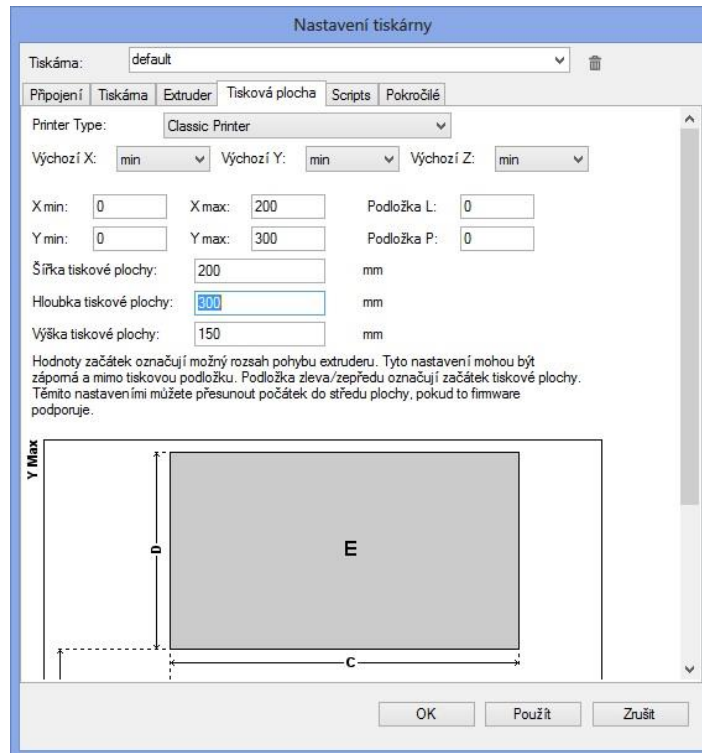 Nastavení tiskárny
Tiskárna: default
Připojení Tiskárna Extruder Tisková plocha Scripts Pokročilé
Printer Type: Classic Printer
Výchozí X: min Výchozí Y: min Výchozí Z: min
X min: 0 X max: 200 Podložka L: 0
Y min: 0 Y max: 300 Podložka P: 0
Šířka tiskové plochy: 200 mm
Hloubka tiskové plochy: 300 mm
Výška tiskové plochy: 150 mm
Hodnoty začátek označují možný rozsah pohybu extruderu. Tyto nastavení mohou být
záporná a mimo tiskovou podložku. Podložka zleva/zepředu označují začátek tiskové plochy.
Těmito nastaveními můžete přesunout počátek do středu plochy, pokud to firmware
podporuje.
Y Max
D
E
C
OK Použít Zrušit